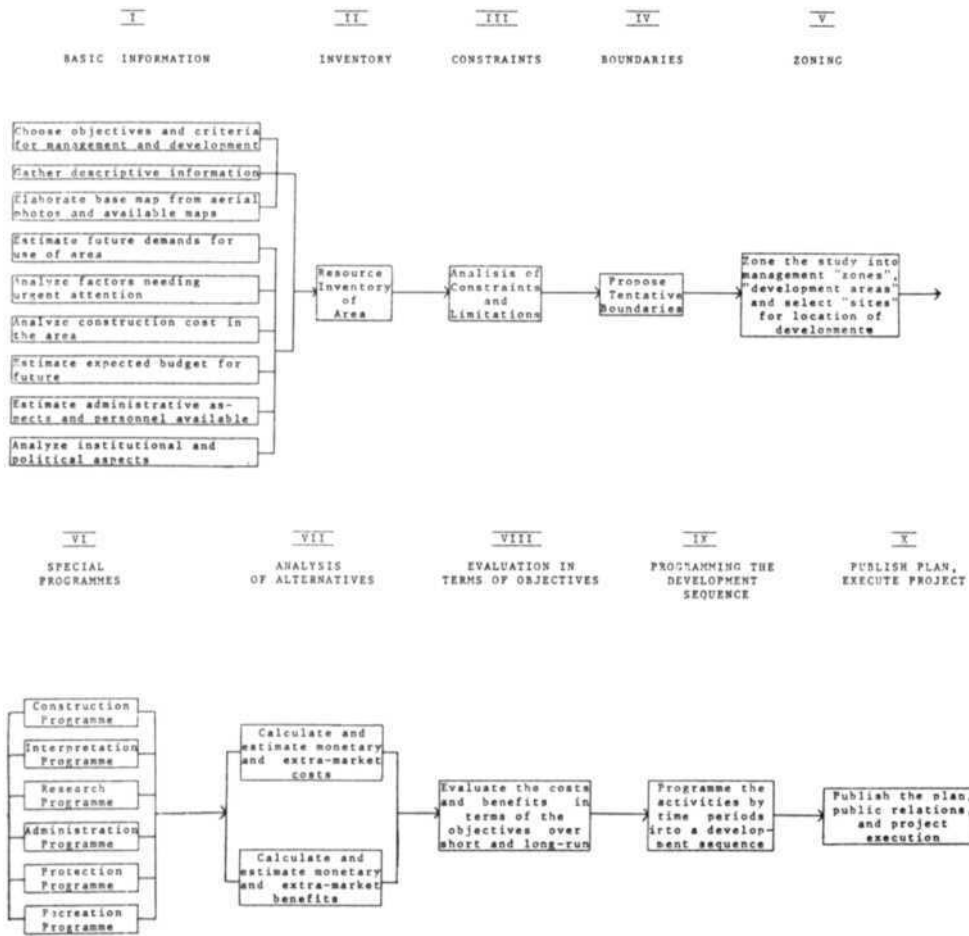 I
II
III
IV
V
BASIC INFORMATION
INVENTORY
CONSTRAINTS
BOUNDARIES
ZONING
Choose objectives and criteria
for management and development
Gather descriptive information
Elaborate base map from aerial
photos and available maps
Estimate future demands for
use of area
Analyze factors needing
urgent attention
Analyze construction cost in
the area
Estimate expected budget for
future
Estimate administrative as-
pects and personnel available
Analyze institutional and
political aspects
Resource
Inventory
of
Area
Analisis of
Constraints
and
Limitations
Propose
Tentative
Boundaries
Zone the study into
management "zones",
"development areas"
and select "sites"
for location of
developments
VI
VII
VIII
IX
X
SPECIAL
PROGRAMMES
ANALYSIS
OF ALTERNATIVES
EVALUATION IN
TERMS OF OBJECTIVES
PROGRAMMING THE
DEVELOPMENT
SEQUENCE
PUBLISH PLAN,
EXECUTE PROJECT
Construction
Programme
Interpretation
Programme
Research
Programme
Administration
Programme
Protection
Programme
Recreation
Programme
Calculate and
estimate monetary
and extra-market
costs
Calculate and
estimate monetary
and extra-market
benefits
Evaluate the costs
and benefits in
terms of the
objectives over
short and long-run
Programme the
activities by
time periods
into a develop-
ment sequence
Publish the plan,
public relations,
and project
execution